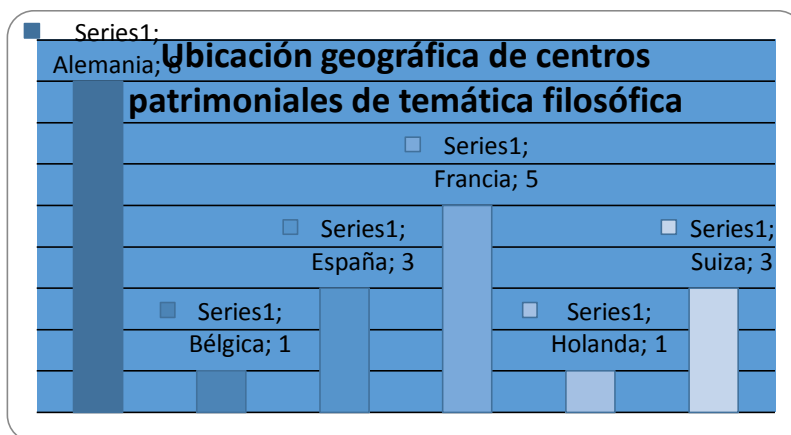 Ubicación geográfica de centros
patrimoniales de temática filosófica
Series1;
Alemania; 8
Series1;
Bélgica; 1
Series1;
España; 3
Series1;
Francia; 5
Series1;
Holanda; 1
Series1;
Suiza; 3